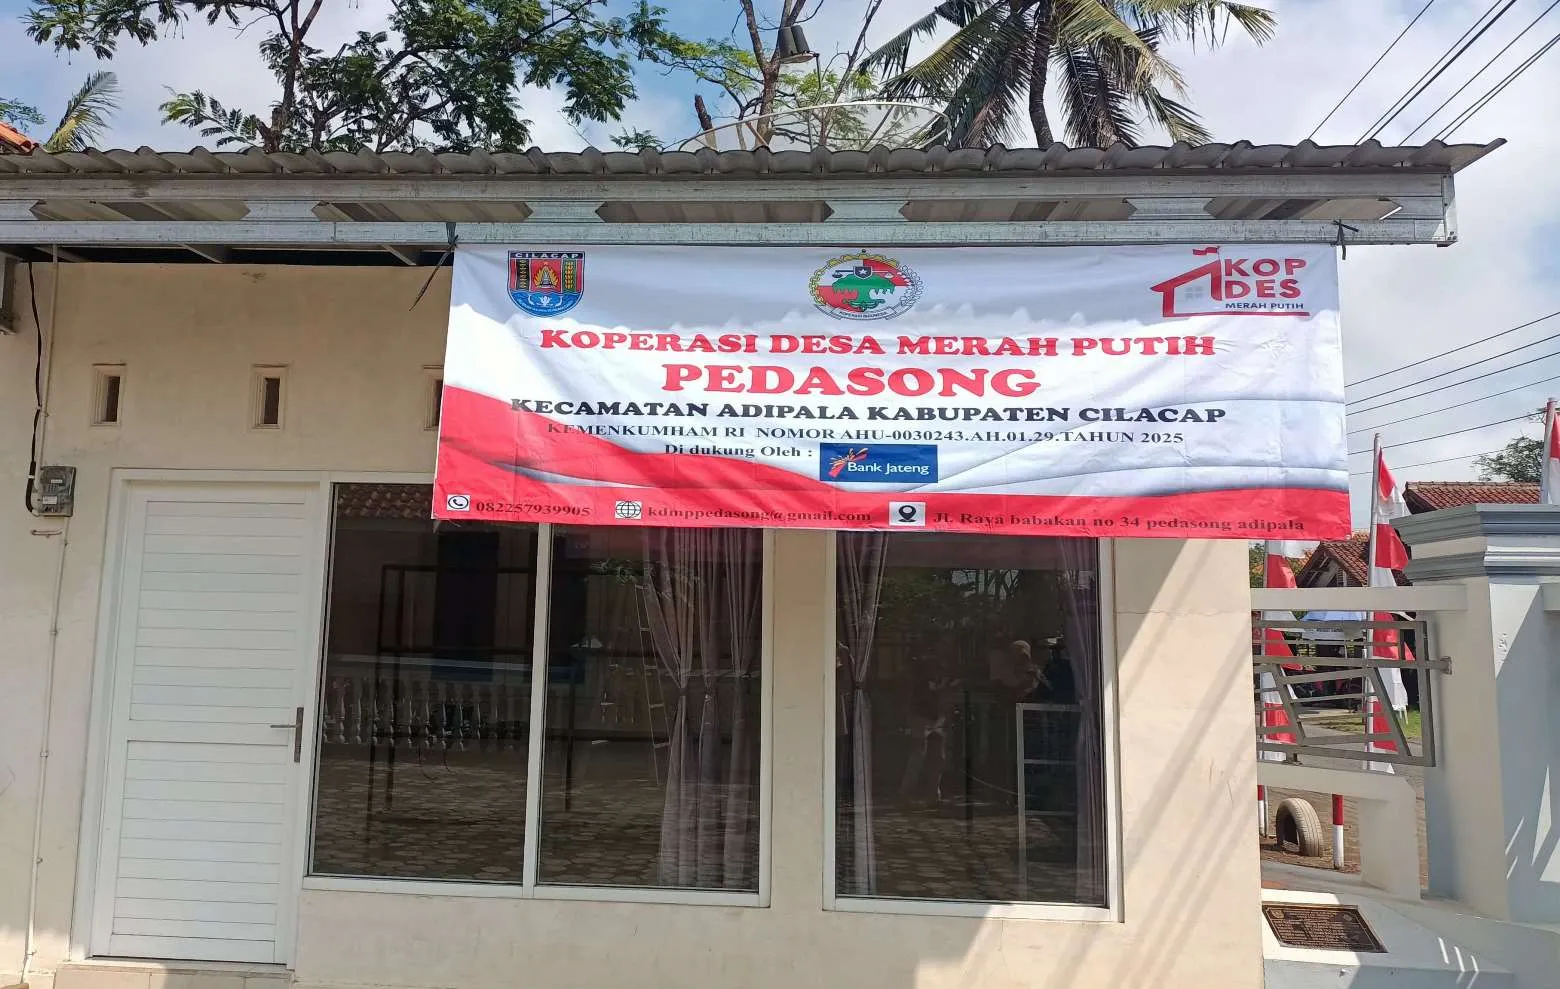 CILACAP
KOPERASI INDONESIA
KOP
DES
MERAH PUTIH
KOPERASI DESA MERAH PUTIH
PEDASONG
KECAMATAN ADIPALA KABUPATEN CILACAP
KEMENKUMHAM RI NOMOR AHU-0030243.AH.01.29.TAHUN 2025
Di dukung Oleh :
Bank Jateng
082257939905
kdmppedasong@gmail.com
Jl. Raya babakan no 34 pedasong adipala